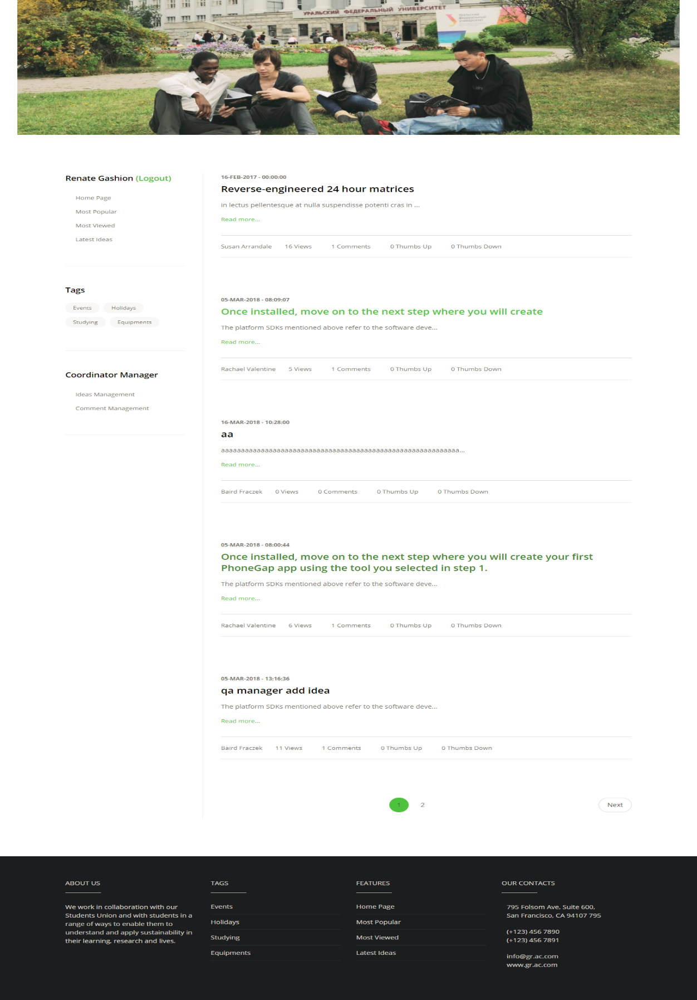 УРАЛЬСКИЙ ФЕДЕРАЛЬНЫЙ УНИВЕРСИТЕТ
Уральский
федеральный
университет
Renate Gashion (Logout)
Home Page
Most Popular
Most Viewed
Latest Ideas
Tags
Events Holidays
Studying Equipments
Coordinator Manager
Ideas Management
Comment Management
16-FEB-2017 - 00:00:00
Reverse-engineered 24 hour matrices
in lectus pellentesque at nulla suspendisse potenti cras in ...
Read more...
Susan Arrandale 16 Views 1 Comments 0 Thumbs Up 0 Thumbs Down
05-MAR-2018 - 08:09:07
Once installed, move on to the next step where you will create
The platform SDKs mentioned above refer to the software deve...
Read more...
Rachael Valentine 5 Views 1 Comments 0 Thumbs Up 0 Thumbs Down
16-MAR-2018 - 10:28:00
aa
aaaaaaaaaaaaaaaaaaaaaaaaaaaaaaaaaaaaaaaaaaaaaaaaaaaaaaaaaaaa...
Read more...
Baird Fraczek 0 Views 0 Comments 0 Thumbs Up 0 Thumbs Down
05-MAR-2018 - 08:00:44
Once installed, move on to the next step where you will create your first
PhoneGap app using the tool you selected in step 1.
The platform SDKs mentioned above refer to the software deve...
Read more...
Rachael Valentine 6 Views 1 Comments 0 Thumbs Up 0 Thumbs Down
05-MAR-2018 - 13:16:36
qa manager add idea
The platform SDKs mentioned above refer to the software deve...
Read more...
Baird Fraczek 11 Views 1 Comments 0 Thumbs Up 0 Thumbs Down
1 2 Next
ABOUT US
We work in collaboration with our
Students Union and with students in a
range of ways to enable them to
understand and apply sustainability in
their learning, research and lives.
TAGS
Events
Holidays
Studying
Equipments
FEATURES
Home Page
Most Popular
Most Viewed
Latest Ideas
OUR CONTACTS
795 Folsom Ave, Suite 600,
San Francisco, CA 94107 795
(+123) 456 7890
(+123) 456 7891
info@gr.ac.com
www.gr.ac.com